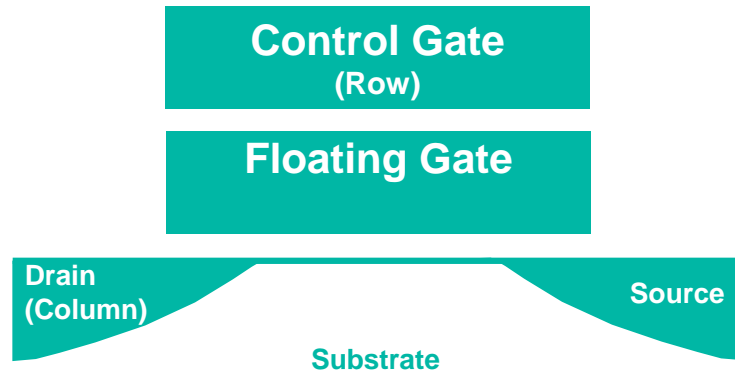 Control Gate
(Row)
Floating Gate
Drain
(Column)
Source
Substrate